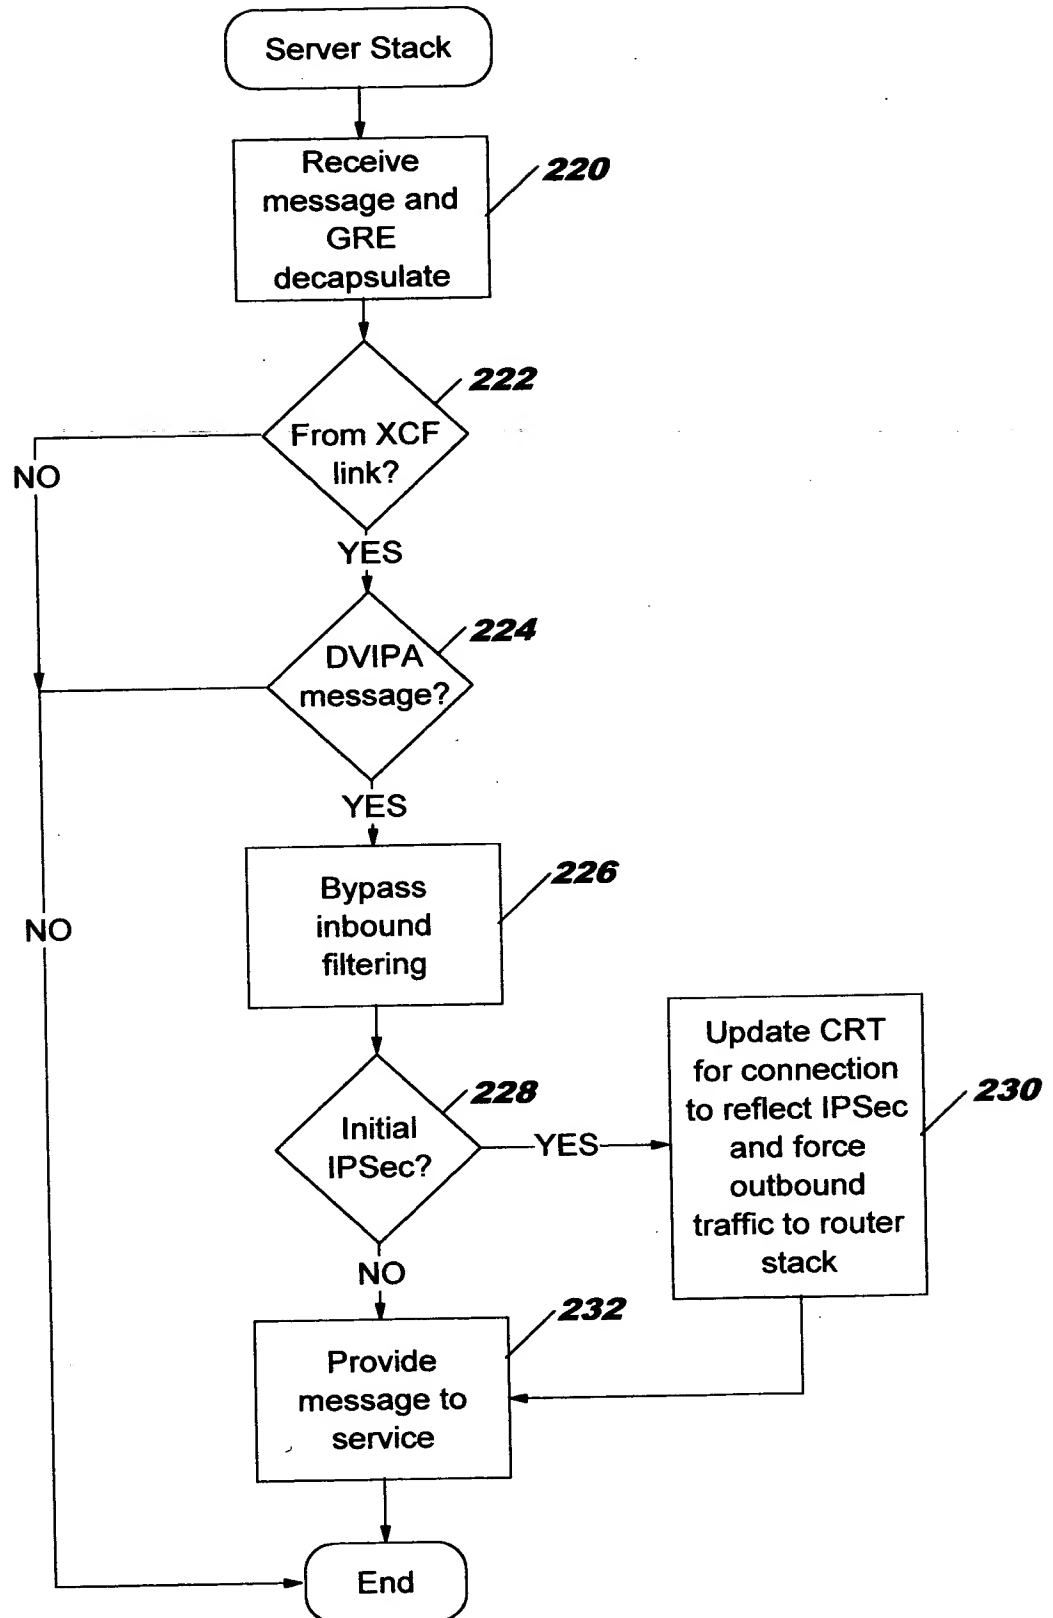 Server Stack
Receive
message and
GRE
decapsulate
220
222
From XCF
link?
NO
YES
224
DVIPA
message?
YES
226
Bypass
inbound
filtering
NO
228
Initial
IPSec?
YES
Update CRT
for connection
to reflect IPSec
and force
outbound
traffic to router
stack
230
NO
232
Provide
message to
service
End